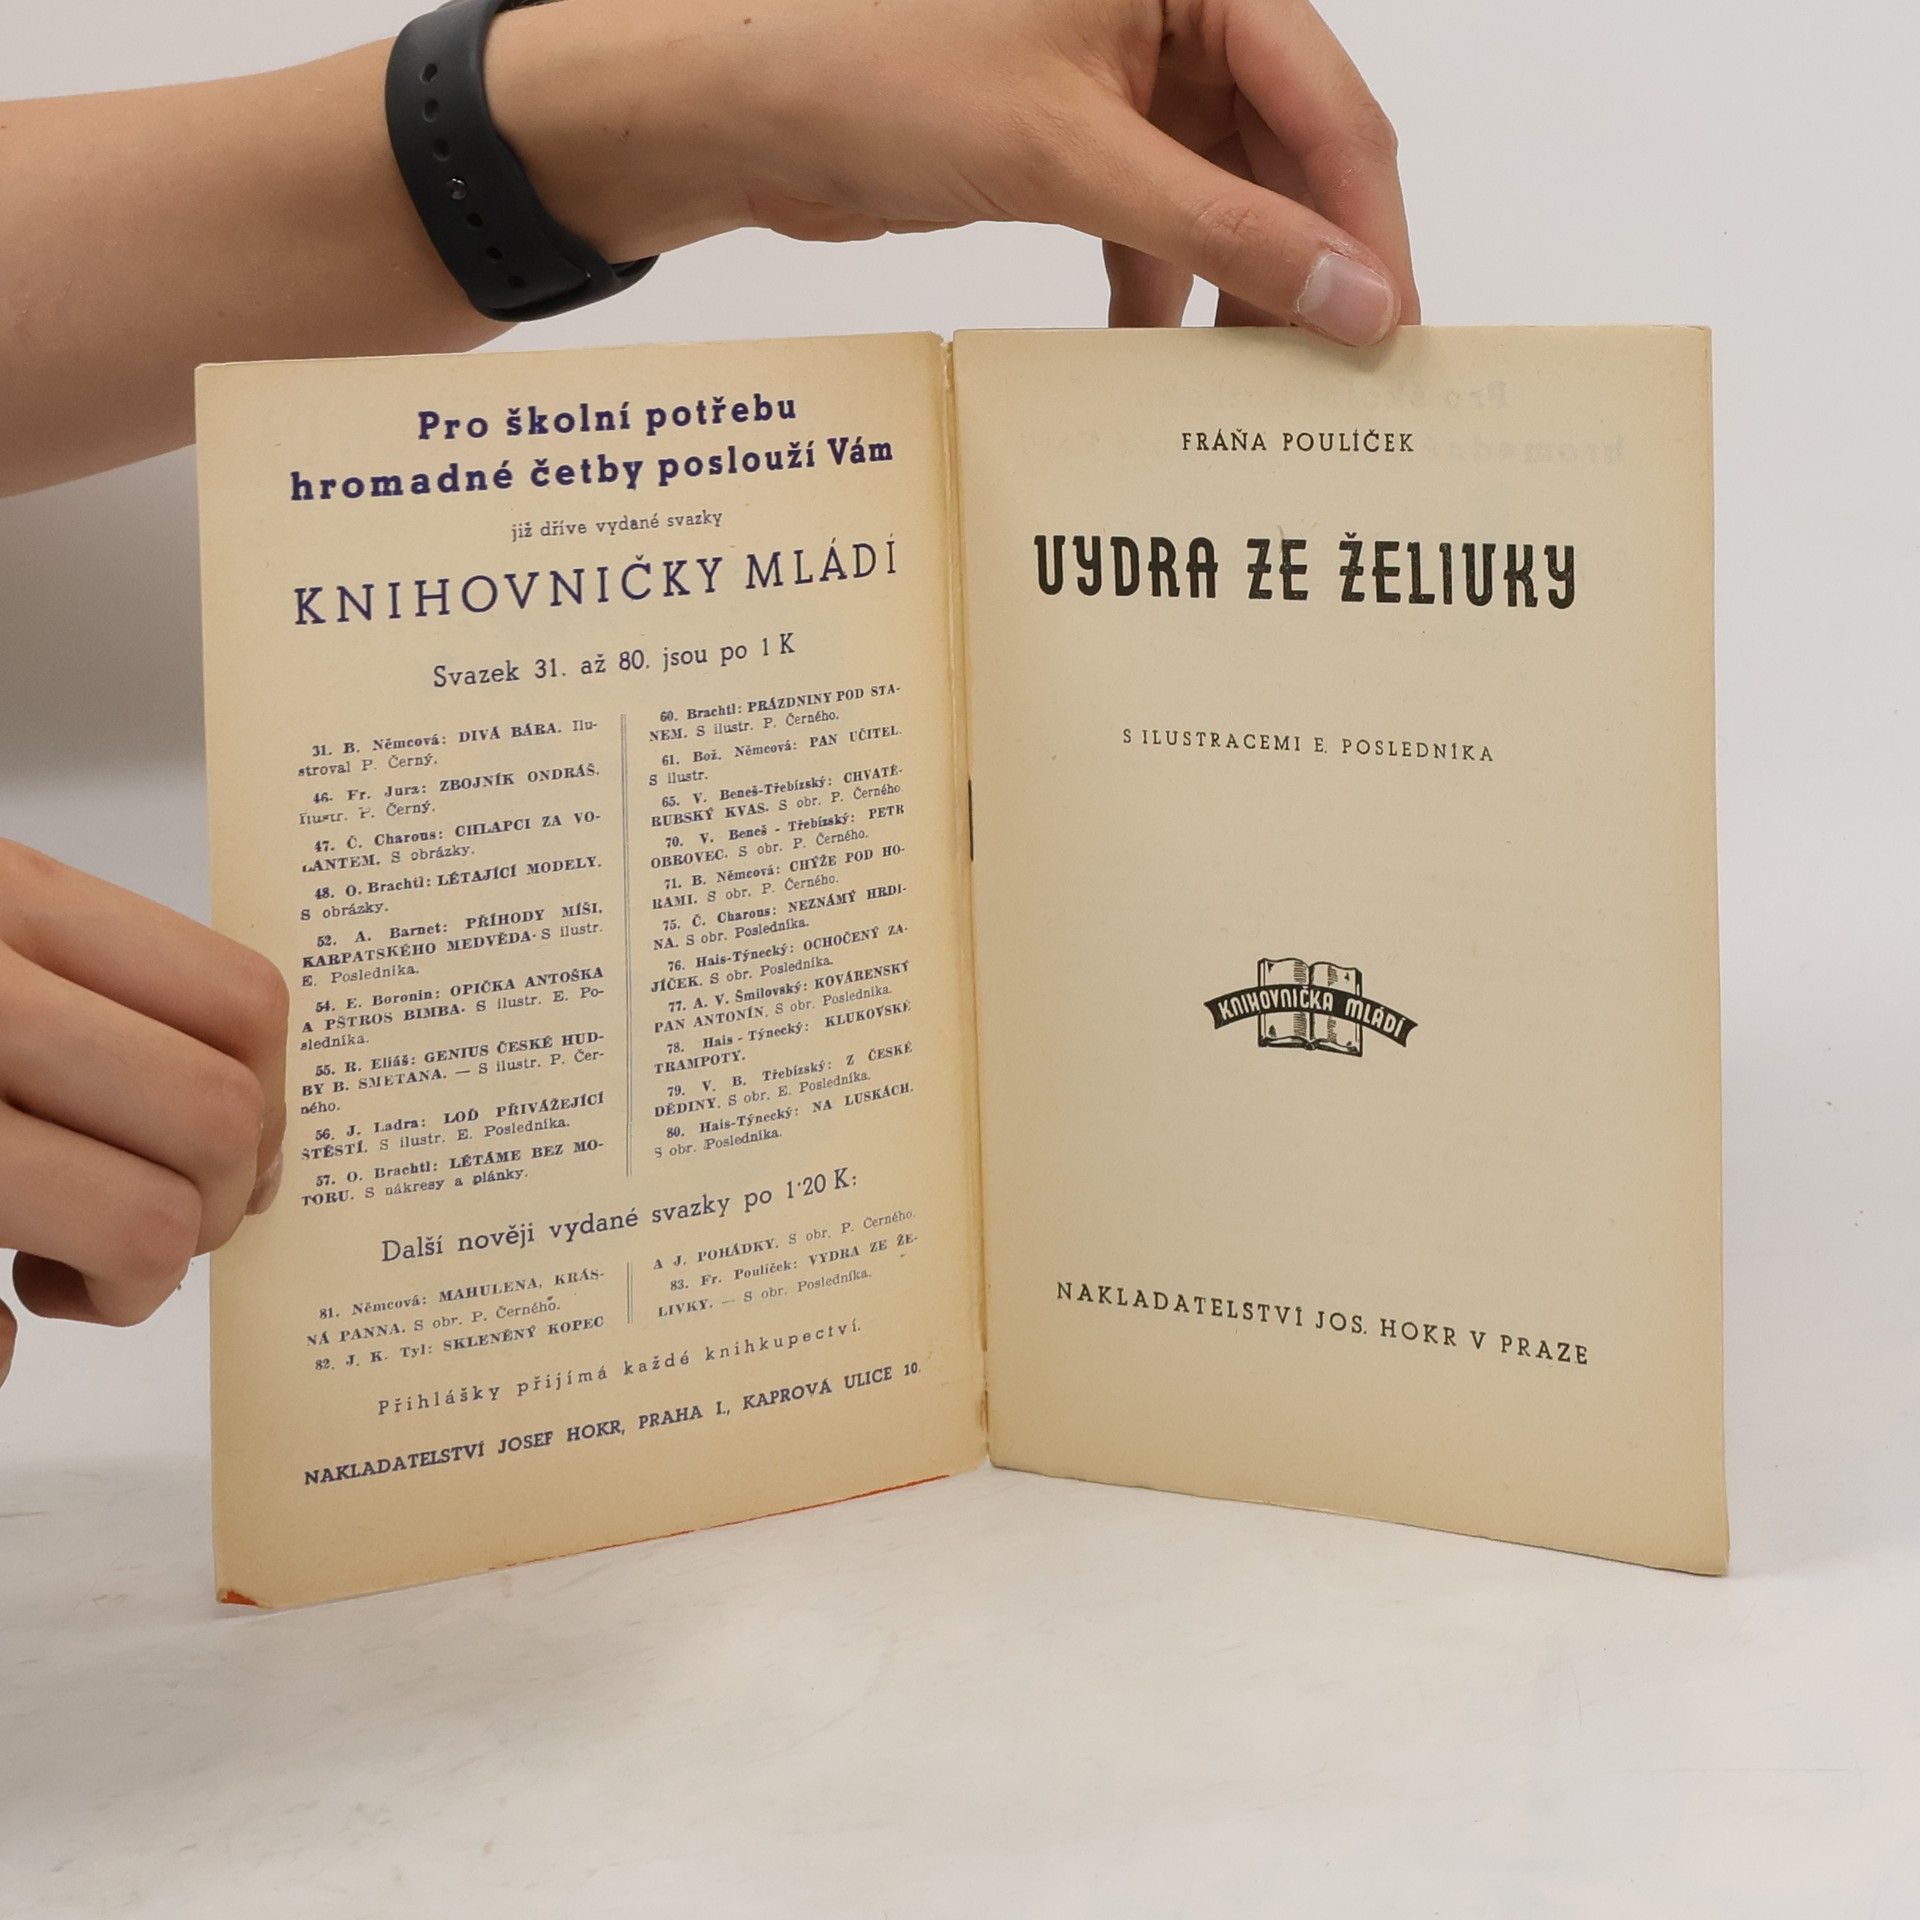 Pro školní potřebu
hromadné četby poslouží Vám
již dříve vydané svazky
KNIHOVNIČKY MLÁDÍ
Svazek 31. až 80. jsou po 1 K
31. B. Němcová: DIVÁ BÁRA. Ilu-
stroval P. Černý.
46. Fr. Jura: ZBOJNÍK ONDRÁŠ.
Ilustr. P. Černý.
47. Č. Charous: CHLAPCI ZA VO-
LANTEM. S obrázky.
48. O. Brachtl: LÉTAJÍCÍ MODELY.
S obrázky.
52. A. Barnet: PŘÍHODY MÍŠI,
KARPATSKÉHO MEDVĚDA. S ilustr.
E. Posledníka.
54. E. Boronin: OPIČKA ANTOŠKA
A PŠTROS BIMBA. S ilustr. E. Po-
sledníka.
55. R. Eliáš: GENIUS ČESKÉ HUD-
BY B. SMETANA. — S ilustr. P. Čer-
ného.
56. J. Ladra: LOĎ PŘIVÁŽEJÍCÍ
ŠTĚSTÍ. S ilustr. E. Posledníka.
57. O. Brachtl: LÉTÁME BEZ MO-
TORU. S nákresy a plánky.
60. Brachtl: PRÁZDNINY POD STA-
NEM. S ilustr. P. Černého.
61. Bož. Němcová: PAN UČITEL.
S ilustr.
65. V. Beneš-Třebízský: CHVATĚ-
RUBSKÝ KVAS. S obr. P. Černého
70. V. Beneš - Třebízský: PETR
OBROVEC. S obr. P. Černého.
71. B. Němcová: CHÝŽE POD HO-
RAMI. S obr. P. Černého.
75. Č. Charous: NEZNÁMÝ HRDI-
NA. S obr. Posledníka.
76. Hais-Týnecký: OCHOČENÝ ZA-
JÍČEK. S obr. Posledníka.
77. A. V. Šmilovský: KOVÁRENSKÝ
PAN ANTONÍN. S obr. Posledníka.
78. Hais - Týnecký: KLUKOVSKÉ
TRAMPOTY.
79. V. B. Třebízský: Z ČESKÉ
DĚDINY. S obr. E. Posledníka.
80. Hais-Týnecký: NA LUSKÁCH.
S obr. Posledníka.
Další nověji vydané svazky po 1·20 K:
81. Němcová: MAHULENA, KRÁS-
NÁ PANNA. S obr. P. Černého.
82. J. K. Tyl: SKLENĚNÝ KOPEC
A J. POHÁDKY. S obr. P. Černého.
83. Fr. Poulíček: VYDRA ZE ŽE-
LIVKY. — S obr. Posledníka.
Přihlášky přijímá každé knihkupectví.
NAKLADATELSTVÍ JOSEF HOKR, PRAHA I., KAPROVÁ ULICE 10.
FRÁŇA POULÍČEK
VYDRA ZE ŽELIVKY
S ILUSTRACEMI E. POSLEDNÍKA
KNIHOVNIČKA MLÁDÍ
NAKLADATELSTVÍ JOS. HOKR V PRAZE